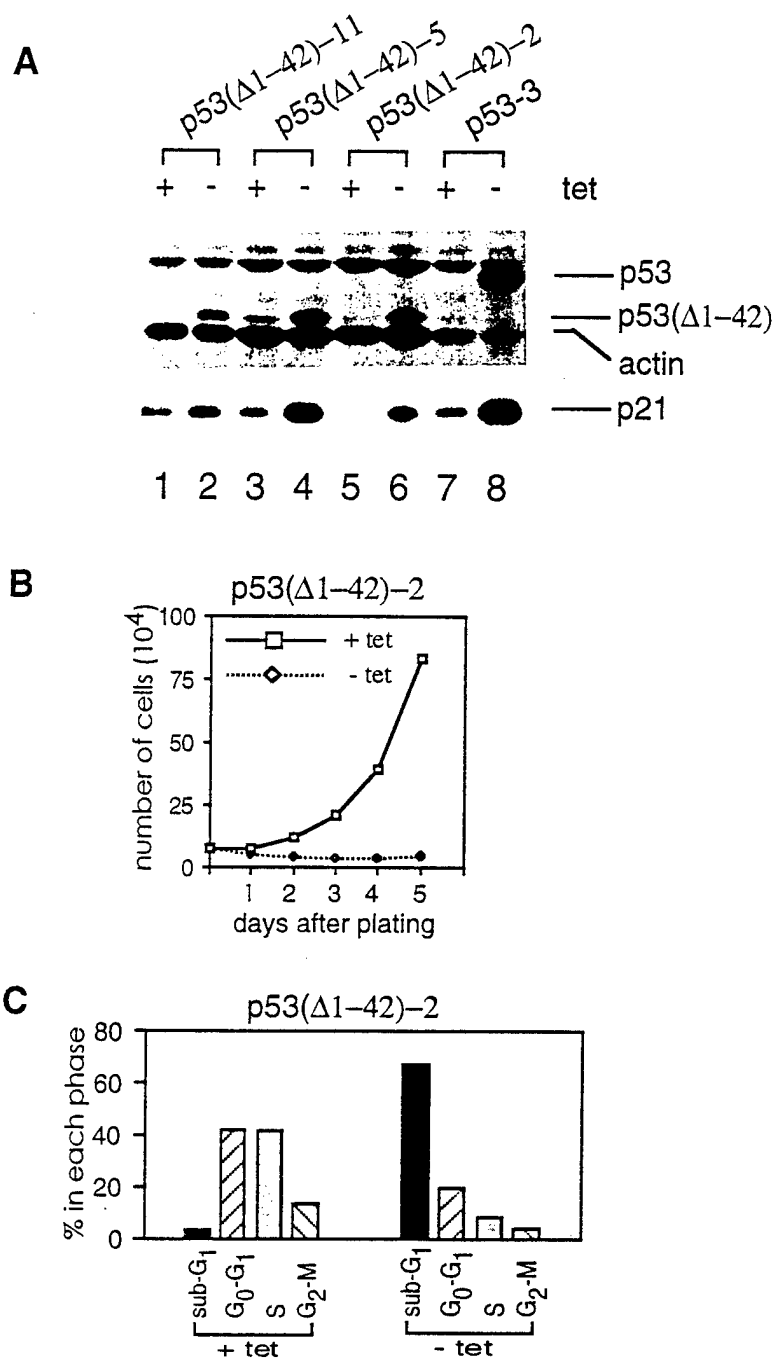 A
p53(Δ1–42)–11
p53(Δ1–42)–5
p53(Δ1–42)–2
p53-3
+ - + - + - + - tet
p53
p53(Δ1–42)
actin
p21
1 2 3 4 5 6 7 8
B
p53(Δ1–42)–2
number of cells (10⁴)
100
75
50
25
0
+ tet
- tet
1 2 3 4 5
days after plating
C
p53(Δ1–42)–2
% in each phase
80
60
40
20
0
sub-G₁ G₀-G₁ S G₂-M sub-G₁ G₀-G₁ S G₂-M
+ tet - tet